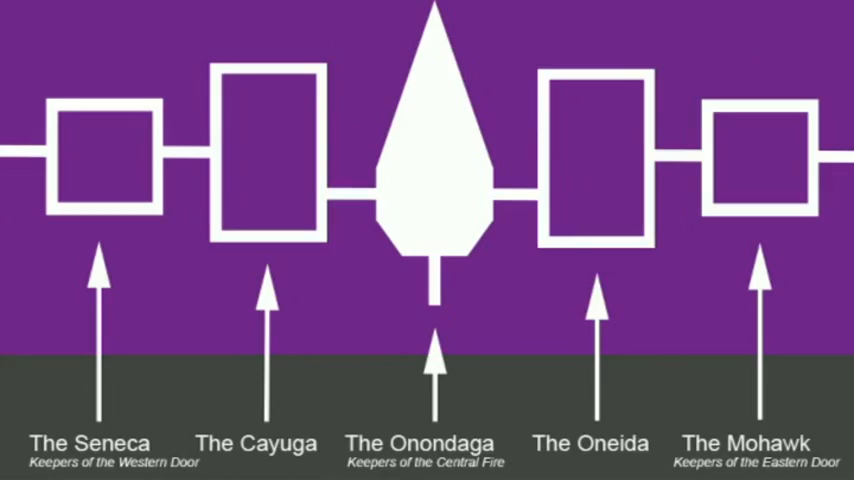 The Seneca
Keepers of the Western Door
The Cayuga
The Onondaga
Keepers of the Central Fire
The Oneida
The Mohawk
Keepers of the Eastern Door